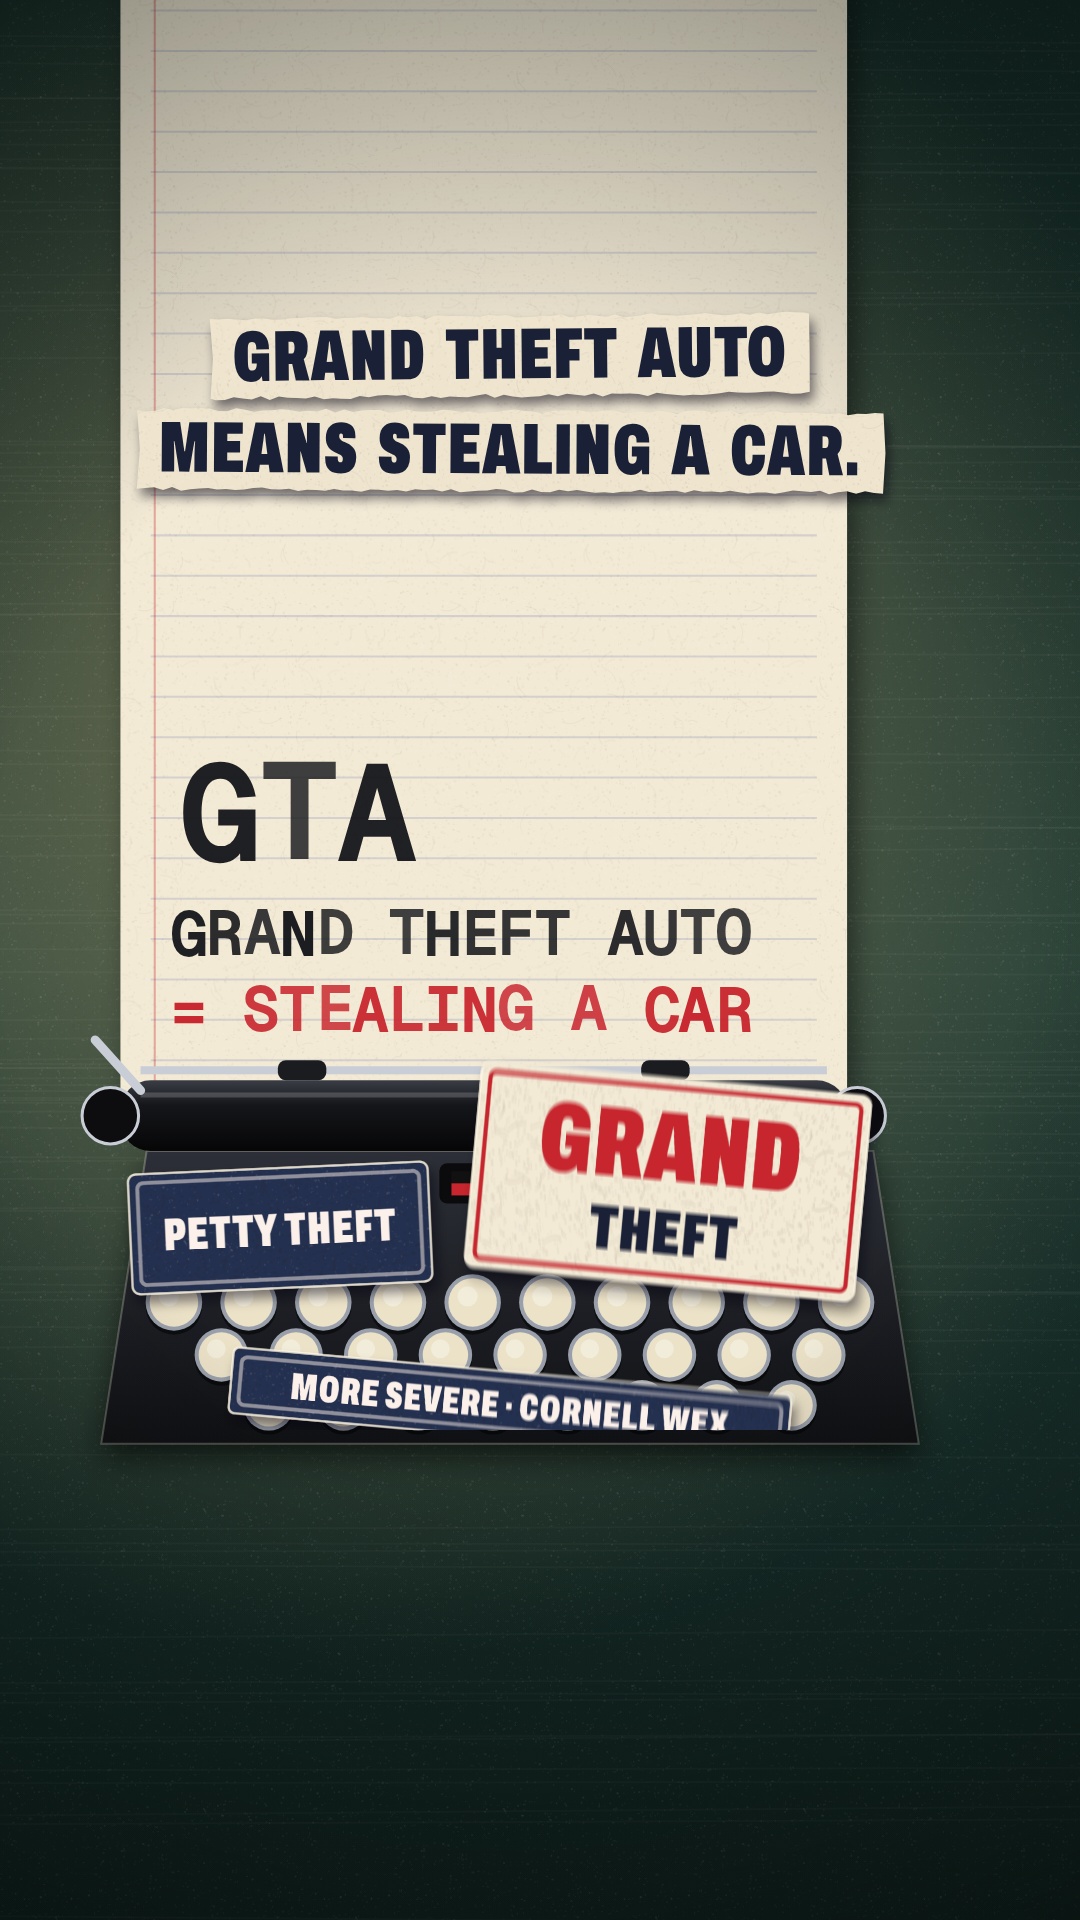 GRAND THEFT AUTO
MEANS STEALING A CAR.
GTA
GRAND THEFT AUTO
= STEALING A CAR
PETTY THEFT
GRAND
THEFT
MORE SEVERE · CORNELL WEX